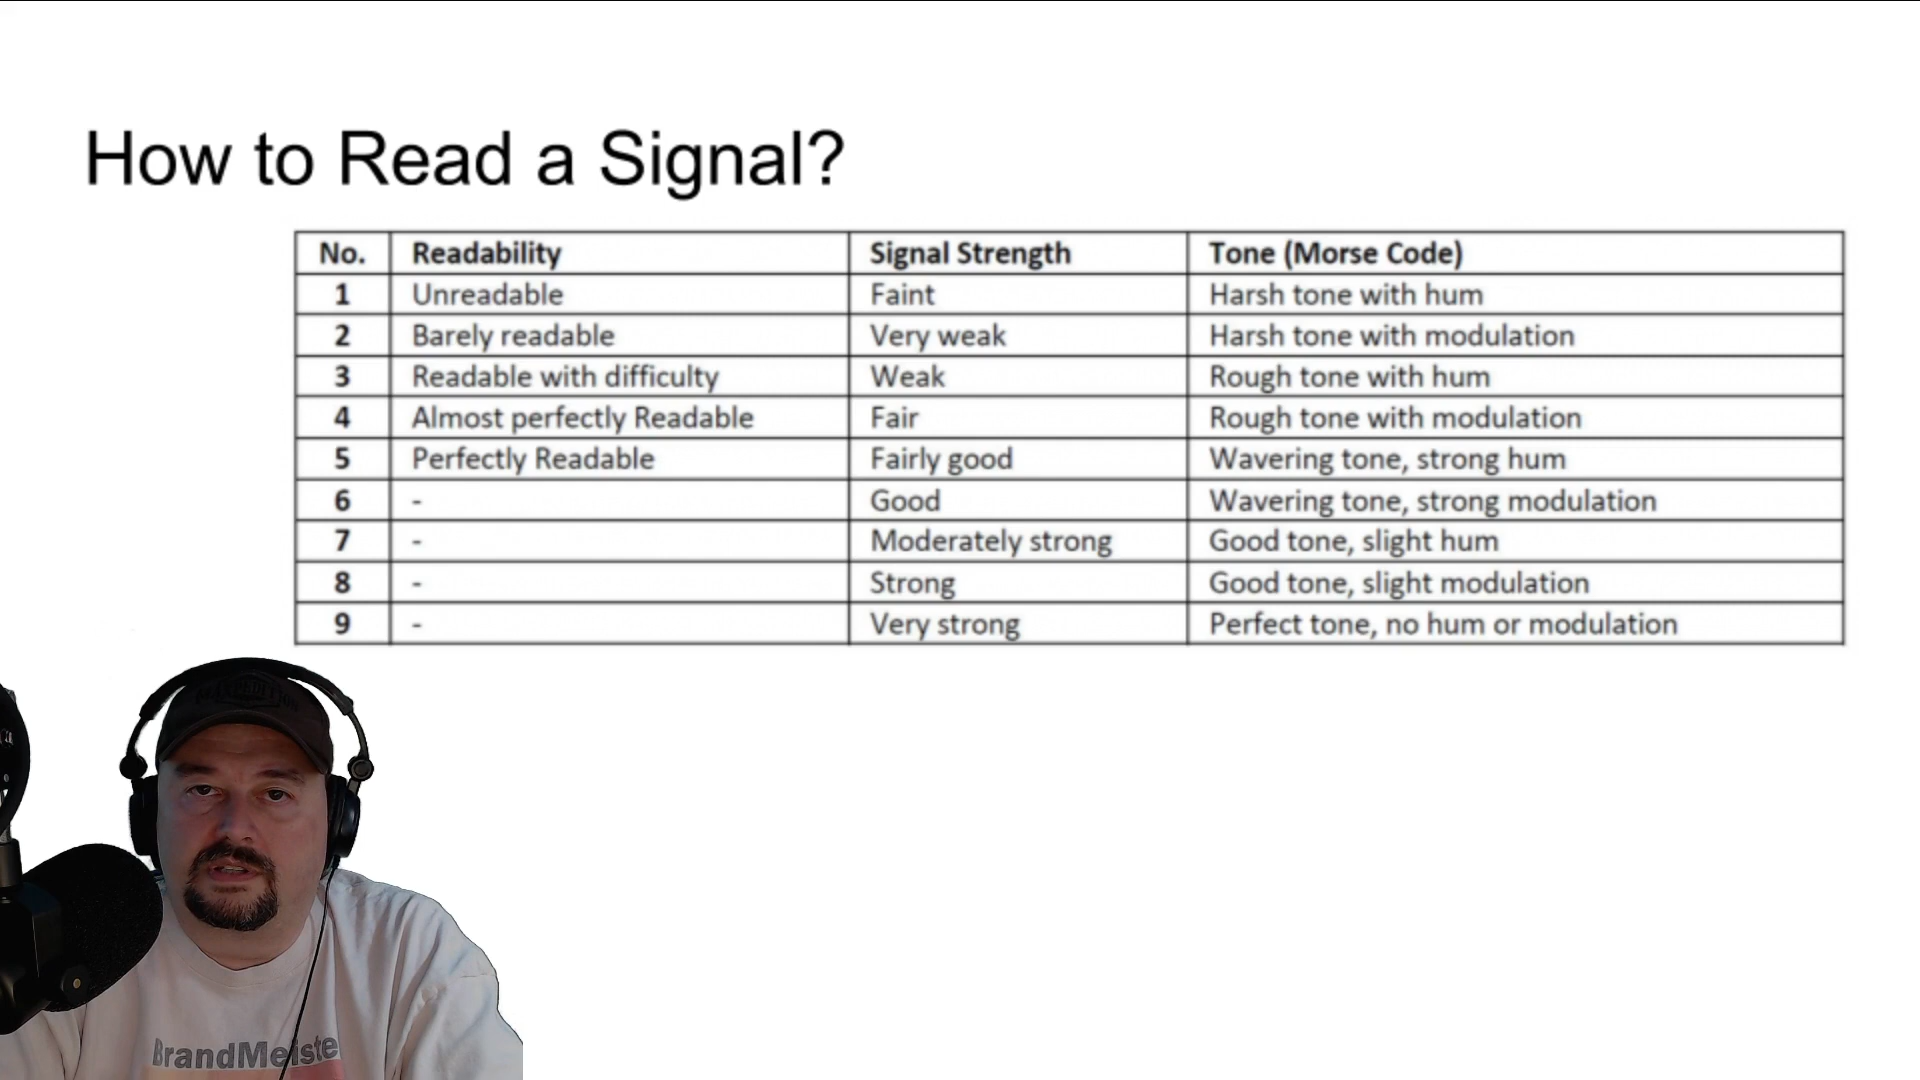 How to Read a Signal?
No. Readability Signal Strength Tone (Morse Code)
1 Unreadable Faint Harsh tone with hum
2 Barely readable Very weak Harsh tone with modulation
3 Readable with difficulty Weak Rough tone with hum
4 Almost perfectly Readable Fair Rough tone with modulation
5 Perfectly Readable Fairly good Wavering tone, strong hum
6 - Good Wavering tone, strong modulation
7 - Moderately strong Good tone, slight hum
8 - Strong Good tone, slight modulation
9 - Very strong Perfect tone, no hum or modulation
BrandMeiste